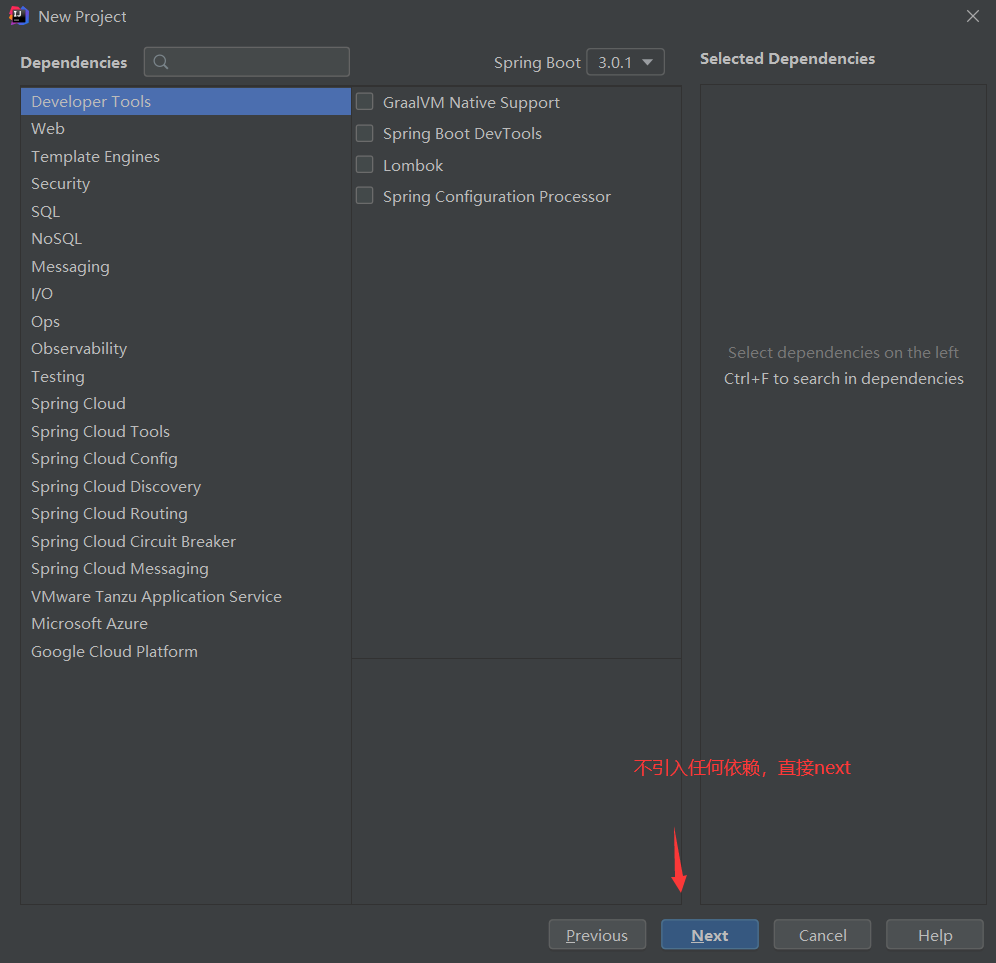 New Project
Dependencies
Spring Boot 3.0.1
Selected Dependencies
Developer Tools
Web
Template Engines
Security
SQL
NoSQL
Messaging
I/O
Ops
Observability
Testing
Spring Cloud
Spring Cloud Tools
Spring Cloud Config
Spring Cloud Discovery
Spring Cloud Routing
Spring Cloud Circuit Breaker
Spring Cloud Messaging
VMware Tanzu Application Service
Microsoft Azure
Google Cloud Platform
GraalVM Native Support
Spring Boot DevTools
Lombok
Spring Configuration Processor
Select dependencies on the left
Ctrl+F to search in dependencies
不引入任何依赖，直接next
Previous
Next
Cancel
Help